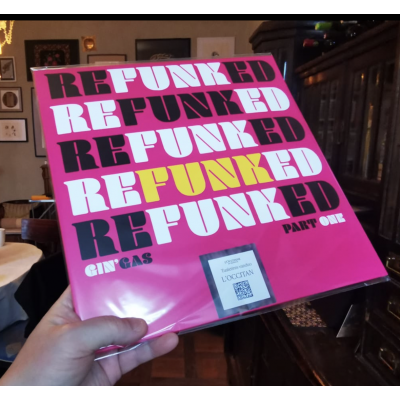 REFUNKED
REFUNKED
REFUNKED
REFUNKED
REFUNKED
GIN'GAS
PART ONE
L'OCCITAN